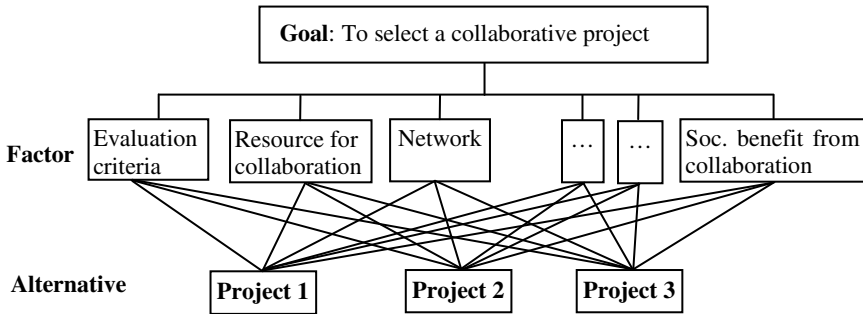 Goal: To select a collaborative project
Factor
Evaluation criteria
Resource for collaboration
Network
…
…
Soc. benefit from collaboration
Alternative
Project 1
Project 2
Project 3